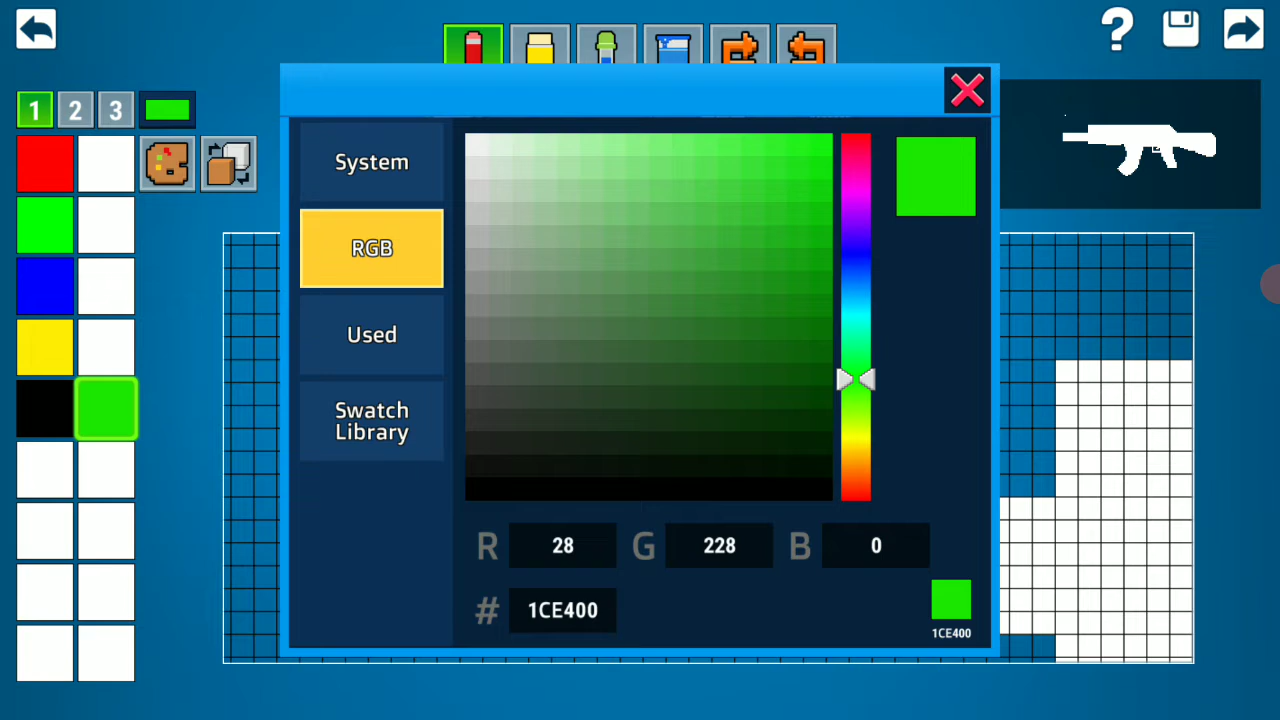 ?
1 2 3
System
RGB
Used
Swatch
Library
R 28 G 228 B 0
# 1CE400
1CE400